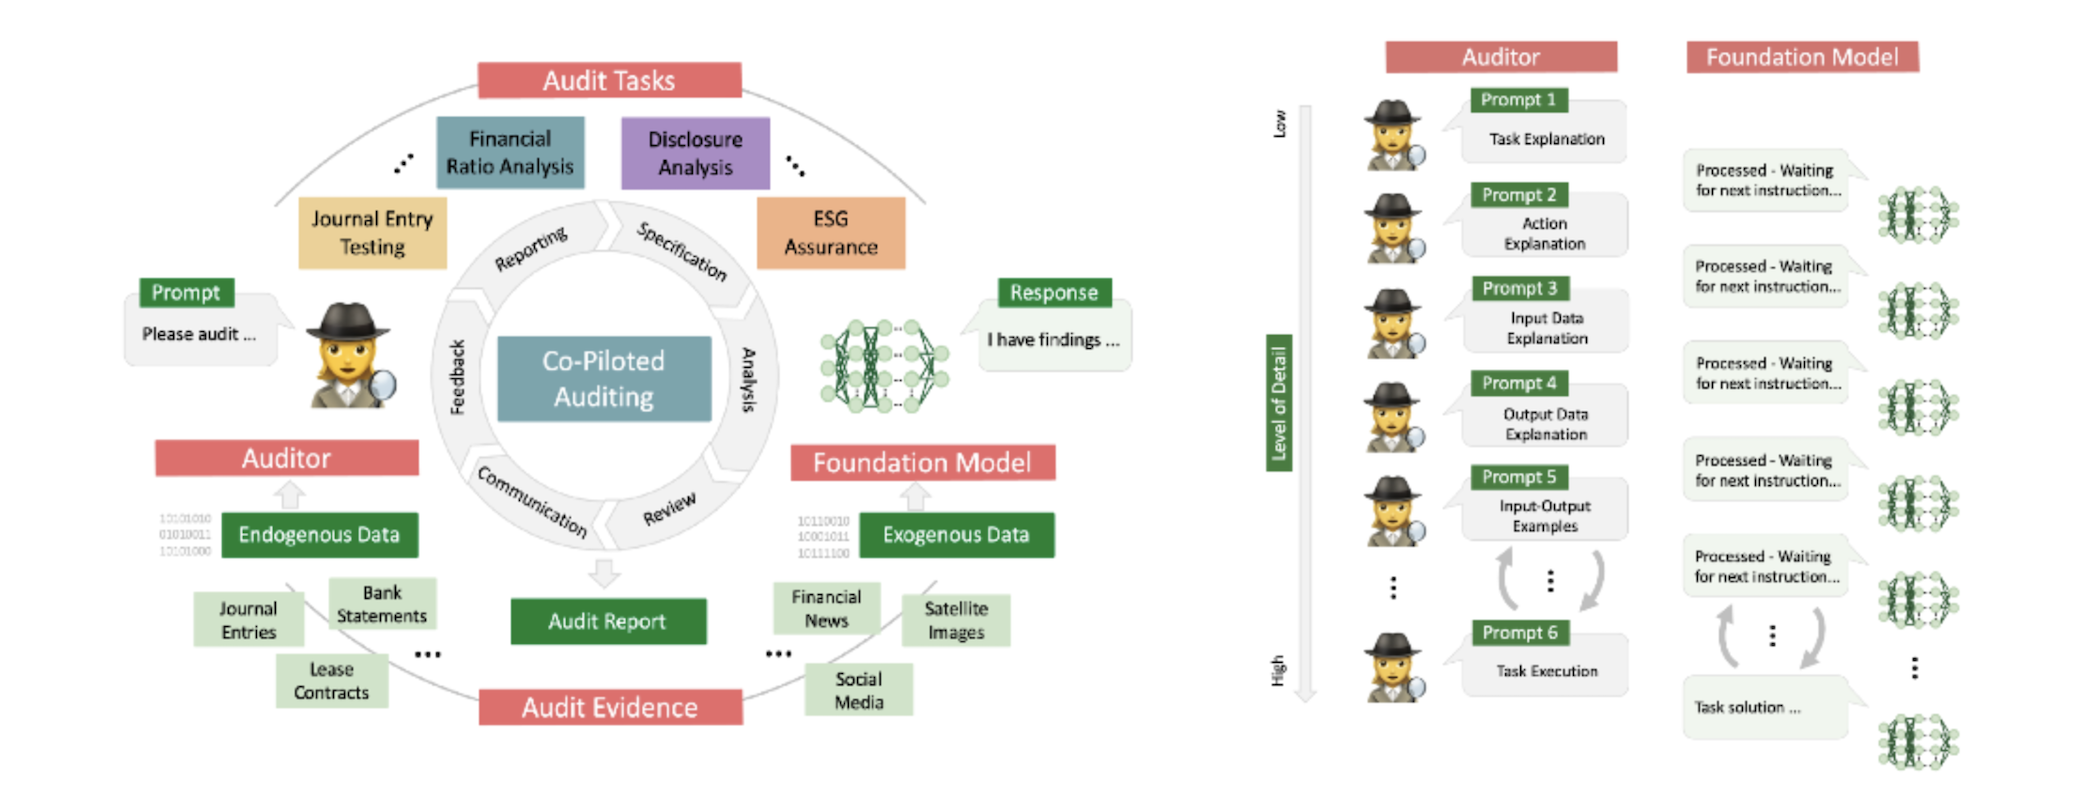 Audit Tasks
Financial
Ratio Analysis
Disclosure
Analysis
Journal Entry
Testing
ESG
Assurance
Reporting
Specification
Analysis
Review
Communication
Feedback
Co-Piloted
Auditing
Prompt
Please audit ...
Response
I have findings ...
Auditor
Foundation Model
10101010
01010011
10101000
Endogenous Data
10110010
10001011
10111100
Exogenous Data
Journal
Entries
Bank
Statements
Lease
Contracts
...
Audit Report
Financial
News
Satellite
Images
Social
Media
...
Audit Evidence
Auditor
Foundation Model
Low
Level of Detail
High
Prompt 1
Task Explanation
Processed - Waiting
for next instruction...
Prompt 2
Action
Explanation
Processed - Waiting
for next instruction...
Prompt 3
Input Data
Explanation
Processed - Waiting
for next instruction...
Prompt 4
Output Data
Explanation
Processed - Waiting
for next instruction...
Prompt 5
Input-Output
Examples
Processed - Waiting
for next instruction...
Prompt 6
Task Execution
Task solution ...